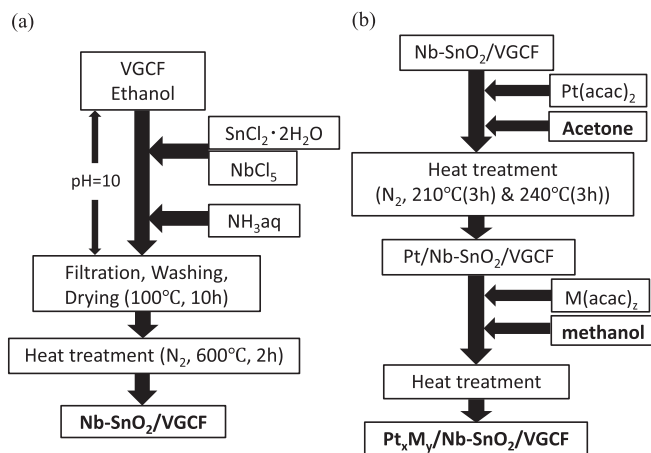 (a)
VGCF
Ethanol
SnCl₂・2H₂O
NbCl₅
pH=10
NH₃aq
Filtration, Washing,
Drying (100℃, 10h)
Heat treatment (N₂, 600℃, 2h)
Nb-SnO₂/VGCF
(b)
Nb-SnO₂/VGCF
Pt(acac)₂
Acetone
Heat treatment
(N₂, 210℃(3h) & 240℃(3h))
Pt/Nb-SnO₂/VGCF
M(acac)z
methanol
Heat treatment
PtₓMy/Nb-SnO₂/VGCF